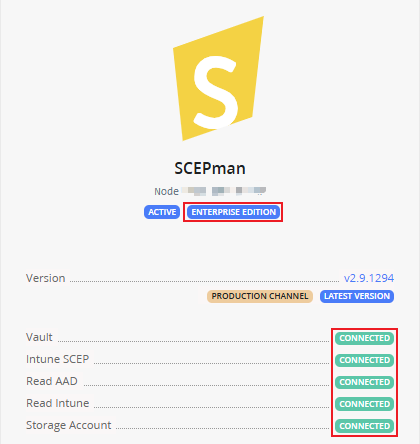 S
SCEPman
Node
ACTIVE ENTERPRISE EDITION
Version v2.9.1294
PRODUCTION CHANNEL LATEST VERSION
Vault CONNECTED
Intune SCEP CONNECTED
Read AAD CONNECTED
Read Intune CONNECTED
Storage Account CONNECTED